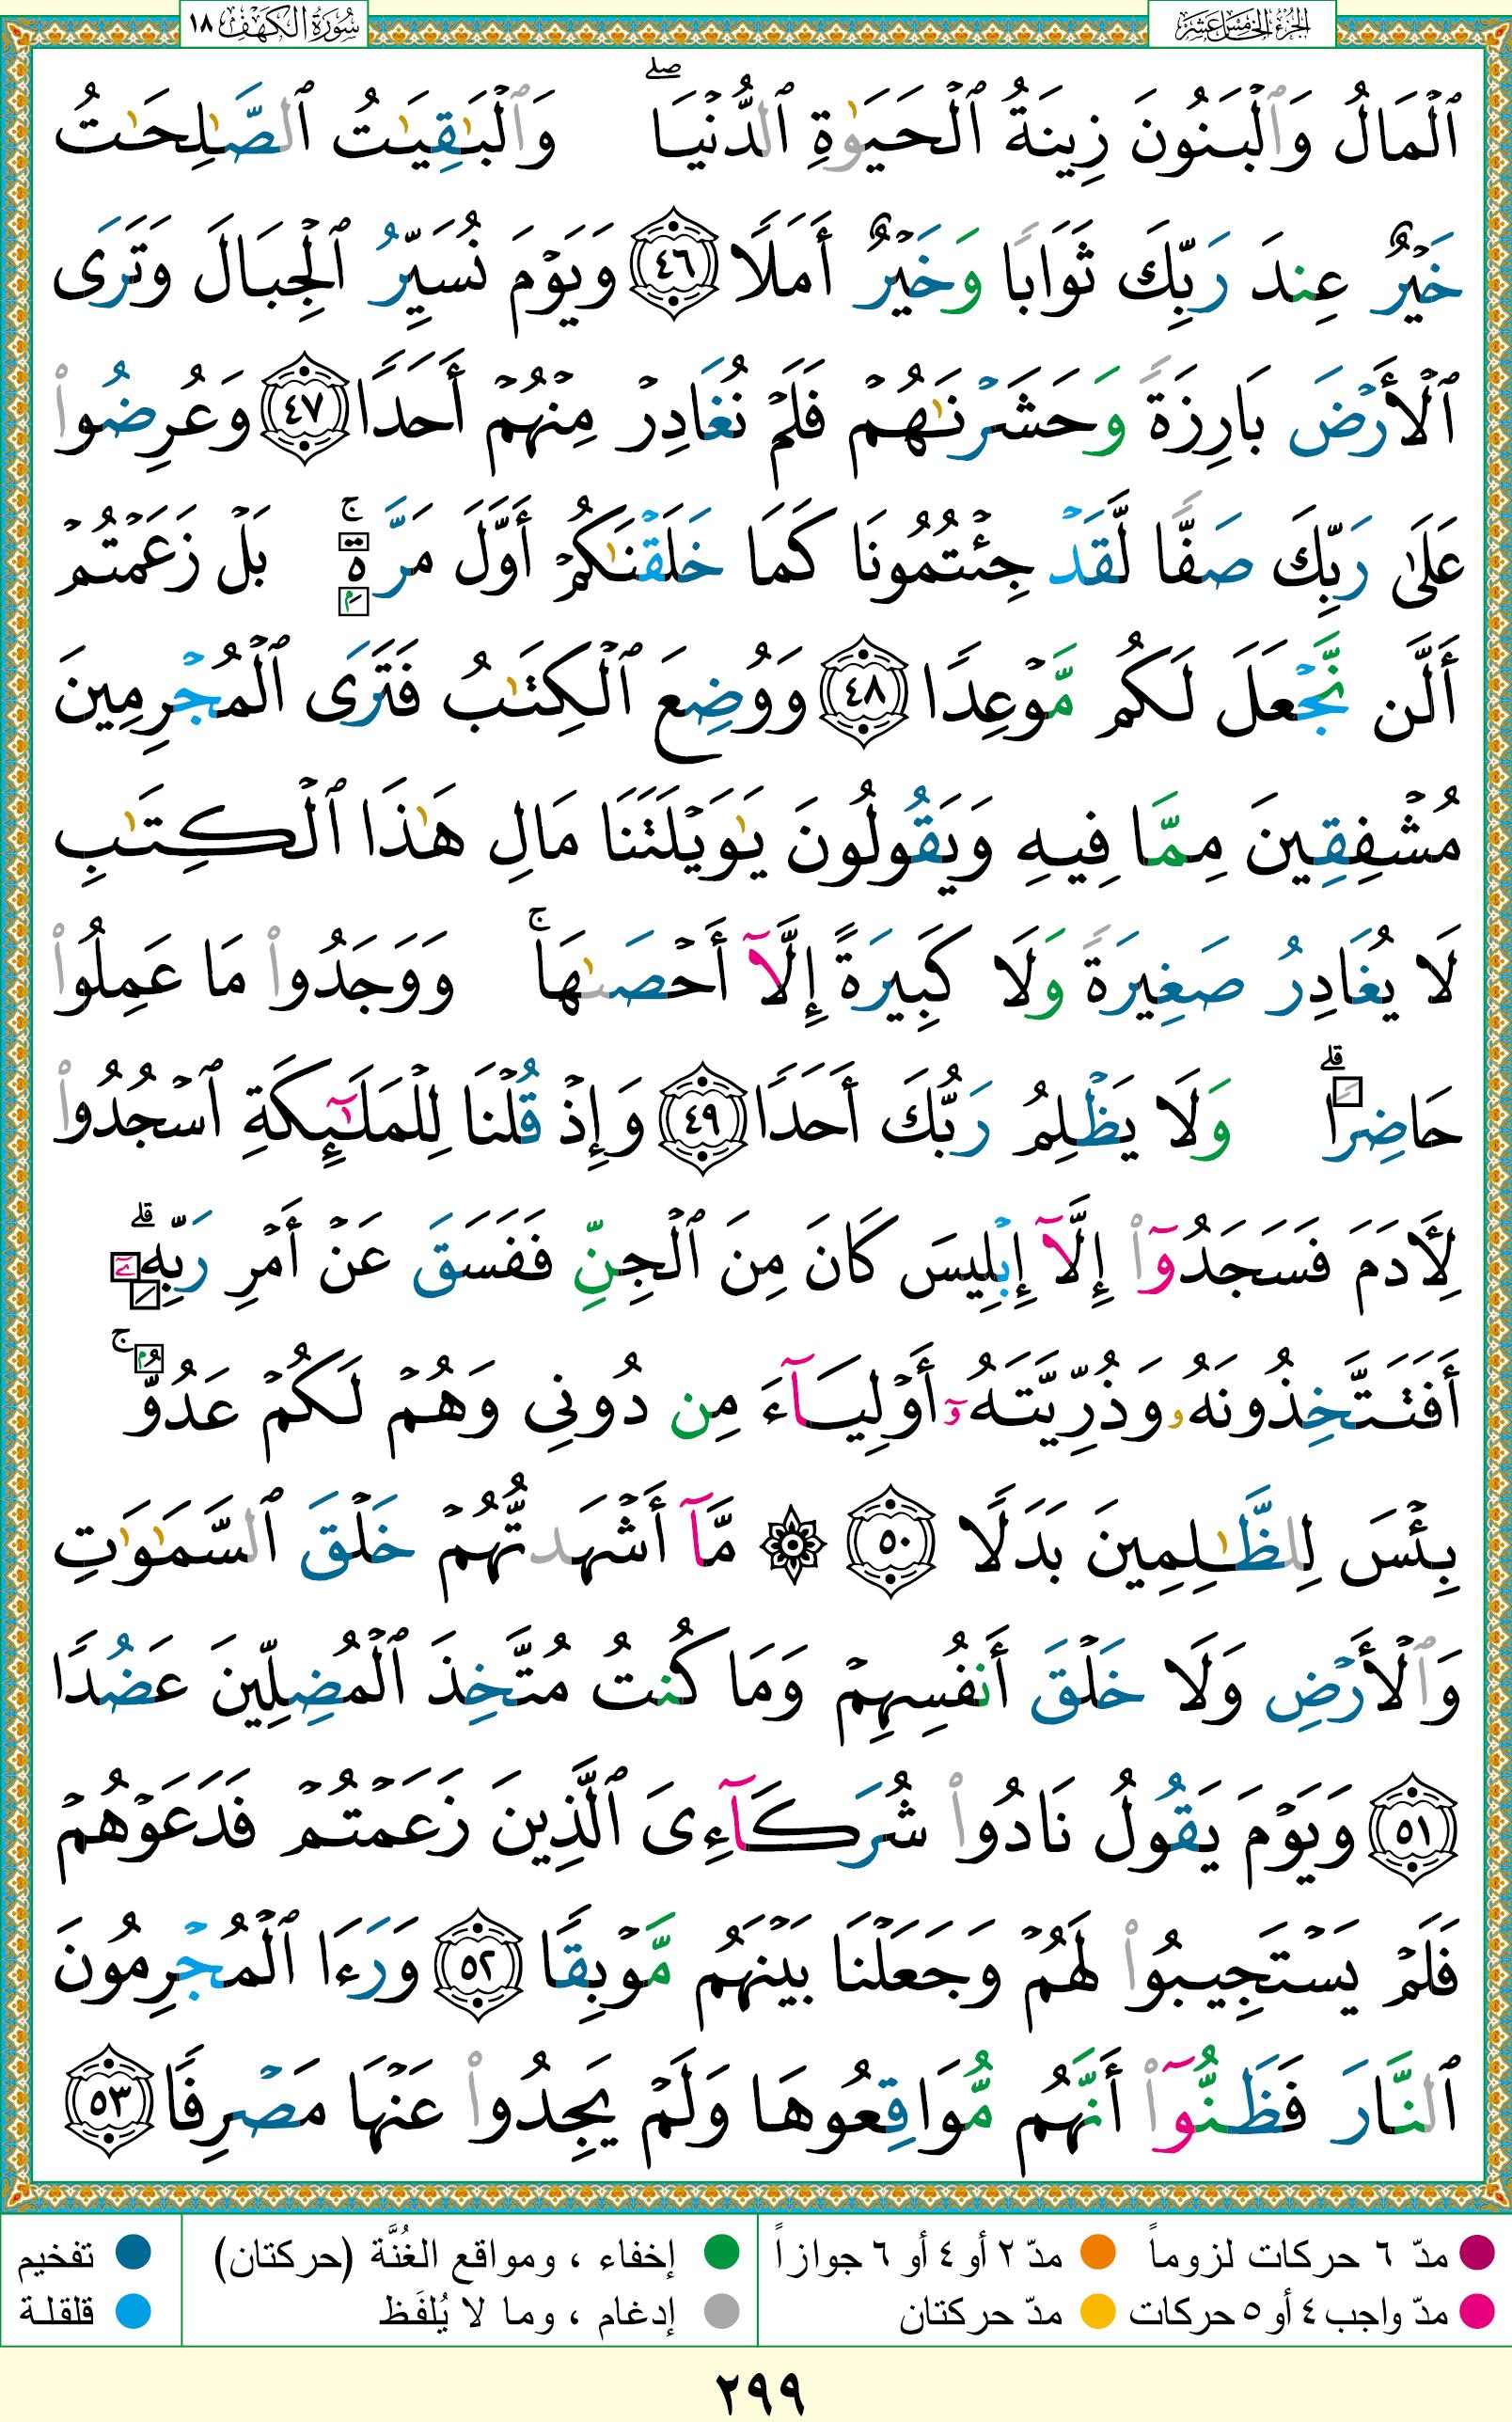 الجزء الخامس عشر
سورة الكهف ١٨
ٱلۡمَالُ وَٱلۡبَنُونَ زِينَةُ ٱلۡحَيَوٰةِ ٱلدُّنۡيَاۖ وَٱلۡبَٰقِيَٰتُ ٱلصَّٰلِحَٰتُ
خَيۡرٌ عِندَ رَبِّكَ ثَوَابٗا وَخَيۡرٌ أَمَلٗا ٤٦ وَيَوۡمَ نُسَيِّرُ ٱلۡجِبَالَ وَتَرَى
ٱلۡأَرۡضَ بَارِزَةٗ وَحَشَرۡنَٰهُمۡ فَلَمۡ نُغَادِرۡ مِنۡهُمۡ أَحَدٗا ٤٧ وَعُرِضُواْ
عَلَىٰ رَبِّكَ صَفّٗا لَّقَدۡ جِئۡتُمُونَا كَمَا خَلَقۡنَٰكُمۡ أَوَّلَ مَرَّةِۭۚ بَلۡ زَعَمۡتُمۡ
أَلَّن نَّجۡعَلَ لَكُم مَّوۡعِدٗا ٤٨ وَوُضِعَ ٱلۡكِتَٰبُ فَتَرَى ٱلۡمُجۡرِمِينَ
مُشۡفِقِينَ مِمَّا فِيهِ وَيَقُولُونَ يَٰوَيۡلَتَنَا مَالِ هَٰذَا ٱلۡكِتَٰبِ
لَا يُغَادِرُ صَغِيرَةٗ وَلَا كَبِيرَةً إِلَّآ أَحۡصَىٰهَاۚ وَوَجَدُواْ مَا عَمِلُواْ
حَاضِرٗاۗ وَلَا يَظۡلِمُ رَبُّكَ أَحَدٗا ٤٩ وَإِذۡ قُلۡنَا لِلۡمَلَٰٓئِكَةِ ٱسۡجُدُواْ
لِأٓدَمَ فَسَجَدُوٓاْ إِلَّآ إِبۡلِيسَ كَانَ مِنَ ٱلۡجِنِّ فَفَسَقَ عَنۡ أَمۡرِ رَبِّهِۦٓۗ
أَفَتَتَّخِذُونَهُۥ وَذُرِّيَّتَهُۥٓ أَوۡلِيَآءَ مِن دُونِي وَهُمۡ لَكُمۡ عَدُوُّۢۚ
بِئۡسَ لِلظَّٰلِمِينَ بَدَلٗا ٥٠ ۞ مَّآ أَشۡهَدتُّهُمۡ خَلۡقَ ٱلسَّمَٰوَٰتِ
وَٱلۡأَرۡضِ وَلَا خَلۡقَ أَنفُسِهِمۡ وَمَا كُنتُ مُتَّخِذَ ٱلۡمُضِلِّينَ عَضُدٗا
٥١ وَيَوۡمَ يَقُولُ نَادُواْ شُرَكَآءِيَ ٱلَّذِينَ زَعَمۡتُمۡ فَدَعَوۡهُمۡ
فَلَمۡ يَسۡتَجِيبُواْ لَهُمۡ وَجَعَلۡنَا بَيۡنَهُم مَّوۡبِقٗا ٥٢ وَرَءَا ٱلۡمُجۡرِمُونَ
ٱلنَّارَ فَظَنُّوٓاْ أَنَّهُم مُّوَاقِعُوهَا وَلَمۡ يَجِدُواْ عَنۡهَا مَصۡرِفٗا ٥٣
مدّ ٦ حركات لزوماً مدّ ٢ أو ٤ أو ٦ جوازاً إخفاء ، ومواقع الغُنَّة (حركتان) تفخيم
مدّ واجب ٤ أو ٥ حركات مدّ حركتان إدغام ، وما لا يُلفَظ قلقلة
٢٩٩